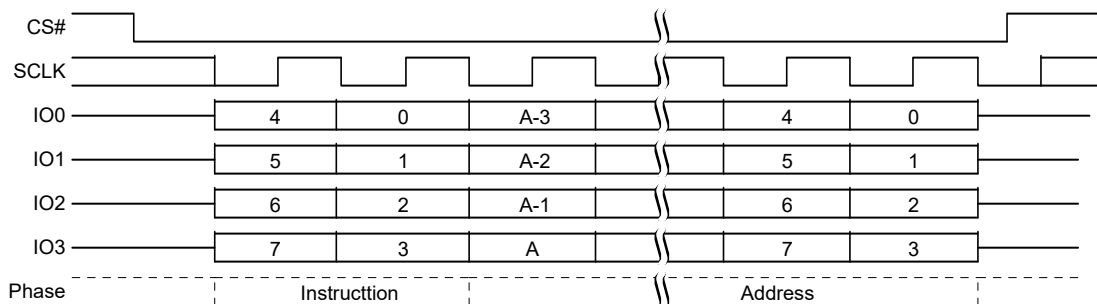 CS#
SCLK
IO0 4 0 A-3 4 0
IO1 5 1 A-2 5 1
IO2 6 2 A-1 6 2
IO3 7 3 A 7 3
Phase Instructtion Address